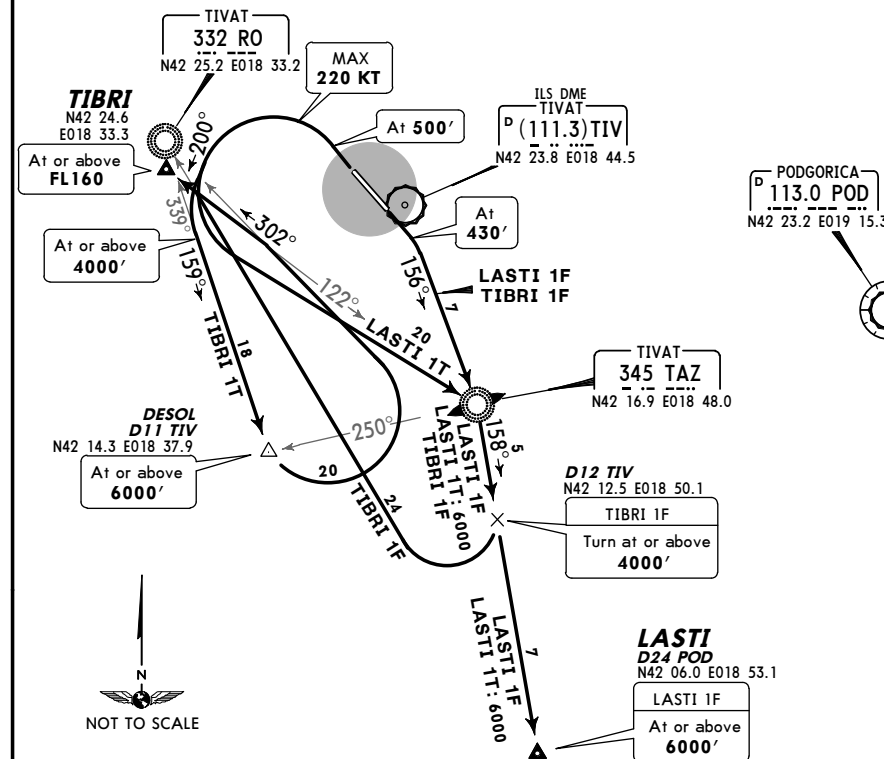 TIVAT
332 RO
N42 25.2 E018 33.2
MAX
220 KT
TIBRI
N42 24.6
E018 33.3
At or above
FL160
200°
At 500'
ILS DME
TIVAT
D (111.3) TIV
N42 23.8 E018 44.5
PODGORICA
D 113.0 POD
N42 23.2 E019 15.3
339°
302°
At
430'
At or above
4000'
159°
122°
156°
7
LASTI 1F
TIBRI 1F
18
TIBRI 1T
20
LASTI 1T
TIVAT
345 TAZ
N42 16.9 E018 48.0
DESOL
D11 TIV
N42 14.3 E018 37.9
At or above
6000'
250°
20
24
TIBRI 1F
5
158°
LASTI 1F
LASTI 1T: 6000
TIBRI 1F
D12 TIV
N42 12.5 E018 50.1
TIBRI 1F
Turn at or above
4000'
7
LASTI 1F
LASTI 1T: 6000
LASTI
D24 POD
N42 06.0 E018 53.1
LASTI 1F
At or above
6000'
N
NOT TO SCALE